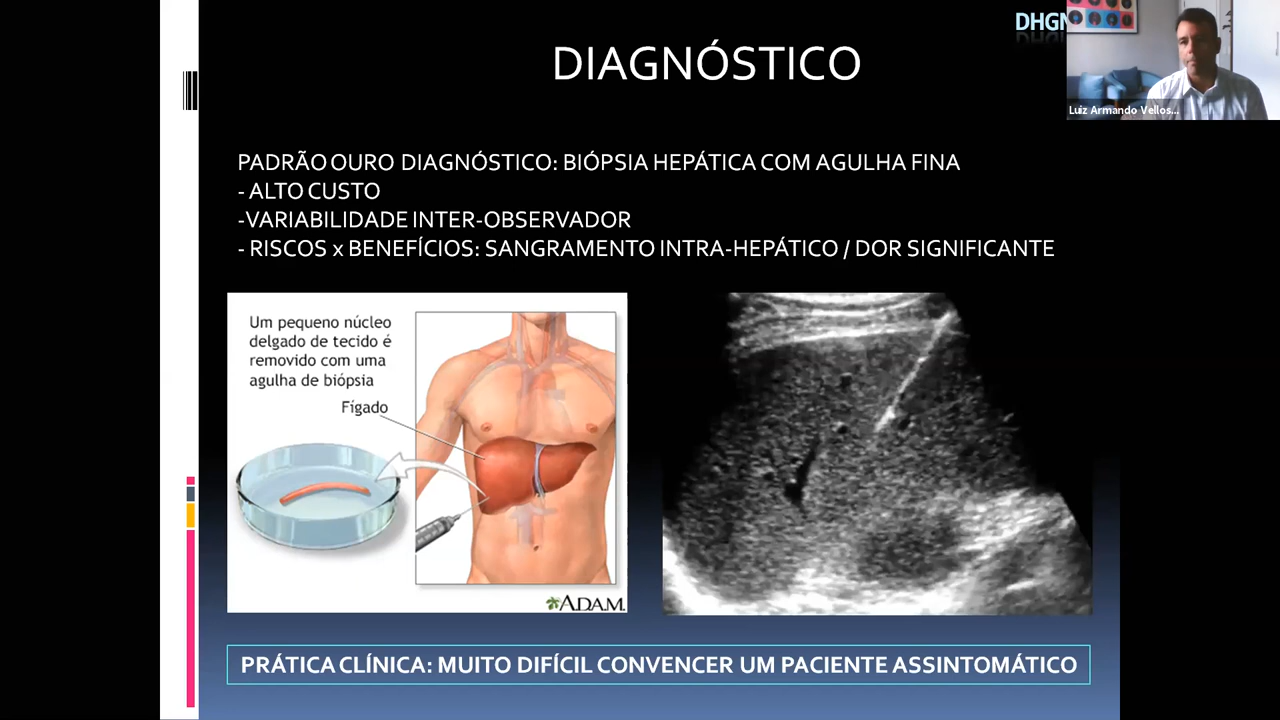 DHGN
DIAGNÓSTICO
Luiz Armando Vellos...
PADRÃO OURO DIAGNÓSTICO: BIÓPSIA HEPÁTICA COM AGULHA FINA
- ALTO CUSTO
-VARIABILIDADE INTER-OBSERVADOR
- RISCOS x BENEFÍCIOS: SANGRAMENTO INTRA-HEPÁTICO / DOR SIGNIFICANTE
Um pequeno núcleo
delgado de tecido é
removido com uma
agulha de biópsia
Fígado
ADAM.
PRÁTICA CLÍNICA: MUITO DIFÍCIL CONVENCER UM PACIENTE ASSINTOMÁTICO